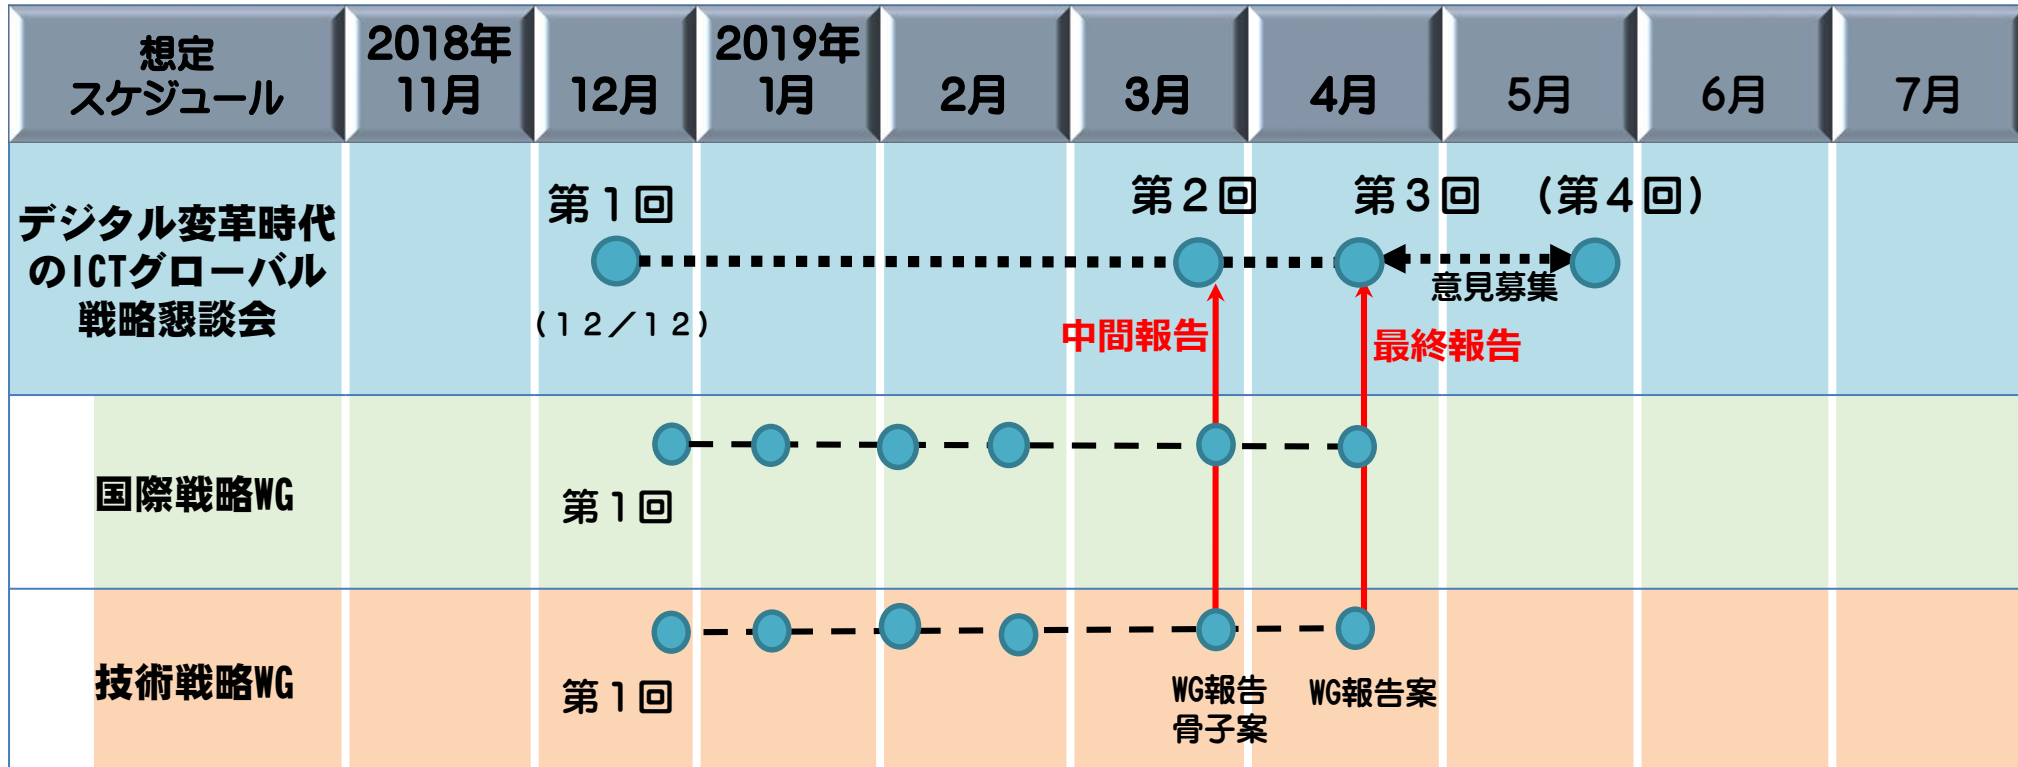 想定
スケジュール
2018年
11月
12月
2019年
1月
2月
3月
4月
5月
6月
7月
デジタル変革時代
のICTグローバル
戦略懇談会
第１回
(１２／１２)
第２回
第３回
(第４回)
意見募集
中間報告
最終報告
国際戦略WG
第１回
技術戦略WG
第１回
WG報告
骨子案
WG報告案